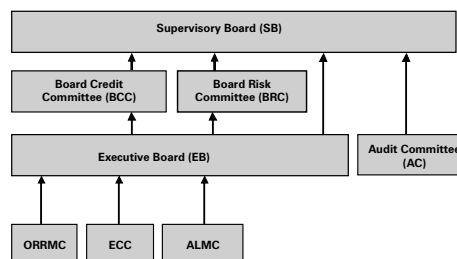 Supervisory Board (SB)
Board Credit
Committee (BCC)
Board Risk
Committee (BRC)
Executive Board (EB)
Audit Committee
(AC)
ORRMC
ECC
ALMC